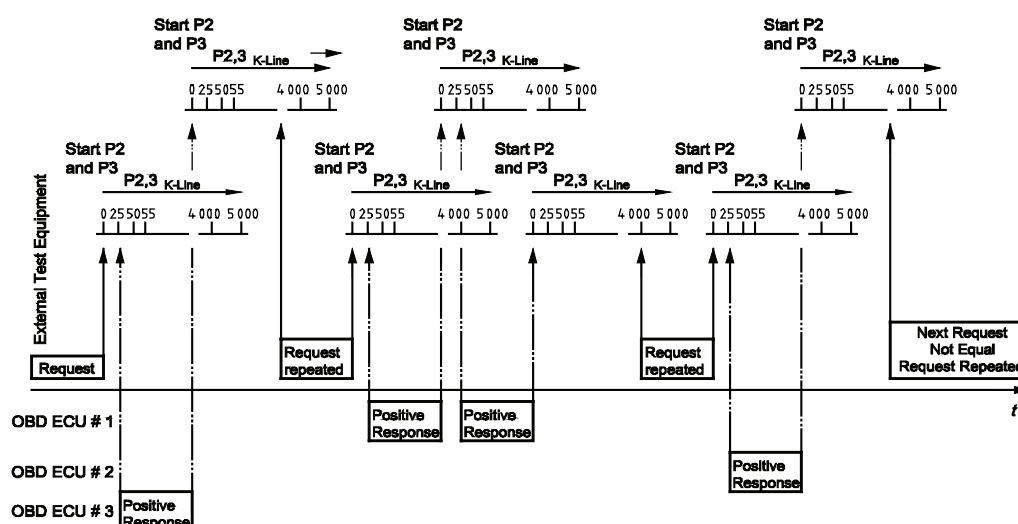 Start P2
and P3
P2,3 K-Line
0 25 50 55 4 000 5 000
Start P2
and P3
P2,3 K-Line
0 25 50 55 4 000 5 000
Start P2
and P3
P2,3 K-Line
0 25 50 55 4 000 5 000
Start P2
and P3
P2,3 K-Line
0 25 50 55 4 000 5 000
Start P2
and P3
P2,3 K-Line
0 25 50 55 4 000 5 000
Start P2
and P3
P2,3 K-Line
0 25 50 55 4 000 5 000
Start P2
and P3
P2,3 K-Line
0 25 50 55 4 000 5 000
External Test Equipment
Request
Request
repeated
Request
repeated
Next Request
Not Equal
Request Repeated
t
OBD ECU # 1
Positive
Response
Positive
Response
OBD ECU # 2
Positive
Response
OBD ECU # 3
Positive
Response